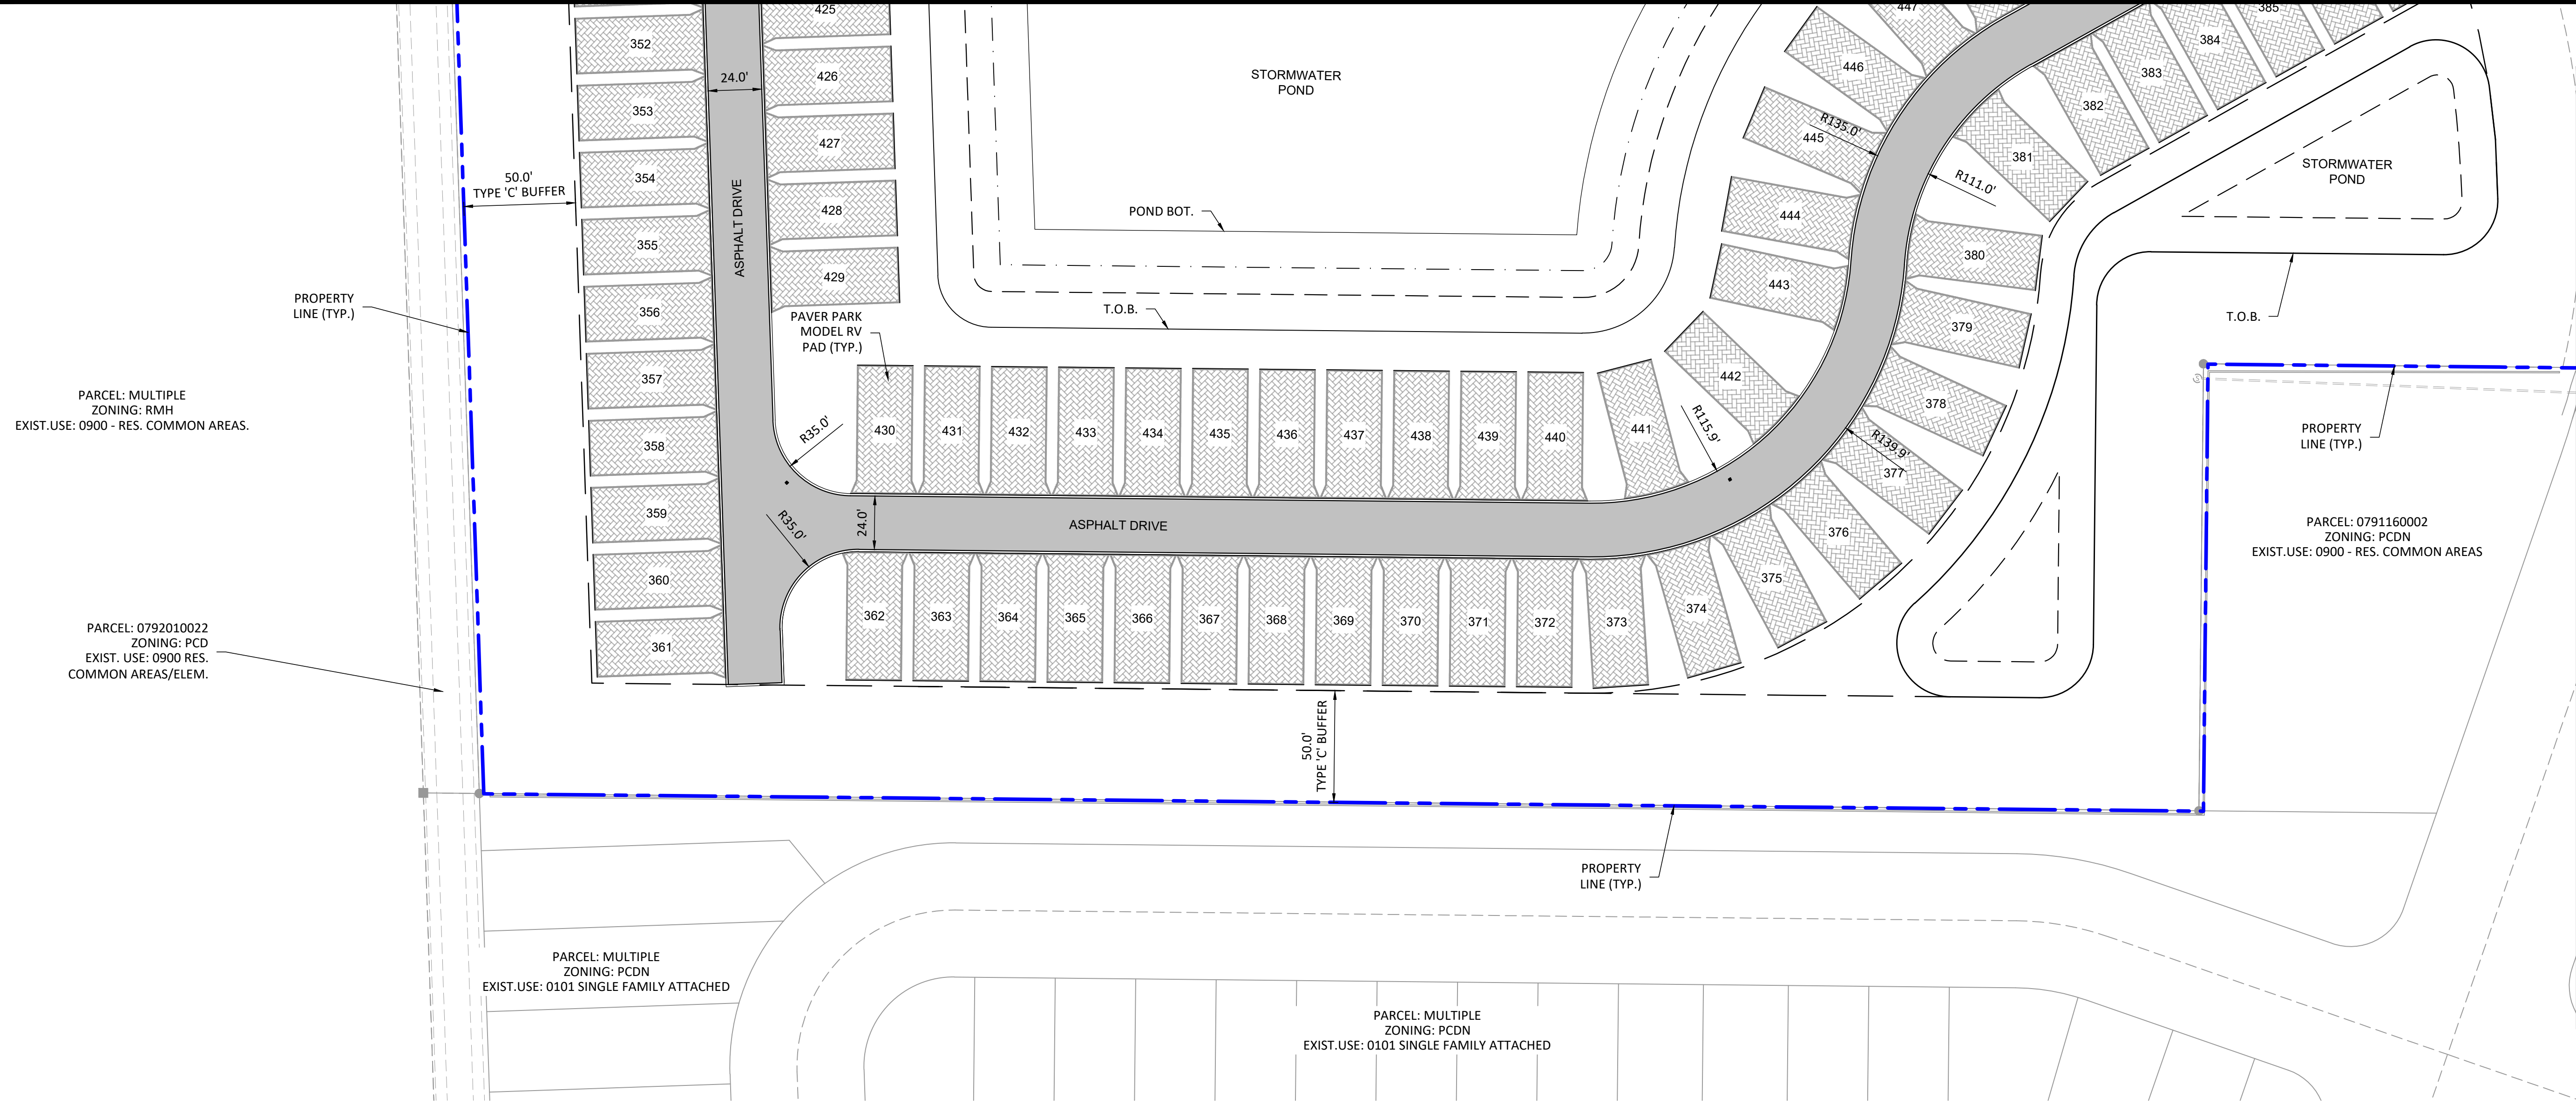 352
353
354
355
356
357
358
359
360
361
24.0'
ASPHALT DRIVE
425
426
427
428
429
50.0'
TYPE 'C' BUFFER
PROPERTY
LINE (TYP.)
PARCEL: MULTIPLE
ZONING: RMH
EXIST.USE: 0900 - RES. COMMON AREAS.
PARCEL: 0792010022
ZONING: PCD
EXIST. USE: 0900 RES.
COMMON AREAS/ELEM.
STORMWATER
POND
POND BOT.
T.O.B.
PAVER PARK
MODEL RV
PAD (TYP.)
R35.0'
R35.0'
24.0'
ASPHALT DRIVE
430
431
432
433
434
435
436
437
438
439
440
441
442
443
444
445
446
447
R135.0'
R111.0'
R115.9'
R139.9'
362
363
364
365
366
367
368
369
370
371
372
373
374
375
376
377
378
379
380
381
382
383
384
385
STORMWATER
POND
T.O.B.
PROPERTY
LINE (TYP.)
PARCEL: 0791160002
ZONING: PCDN
EXIST.USE: 0900 - RES. COMMON AREAS
50.0'
TYPE 'C' BUFFER
PROPERTY
LINE (TYP.)
PARCEL: MULTIPLE
ZONING: PCDN
EXIST.USE: 0101 SINGLE FAMILY ATTACHED
PARCEL: MULTIPLE
ZONING: PCDN
EXIST.USE: 0101 SINGLE FAMILY ATTACHED